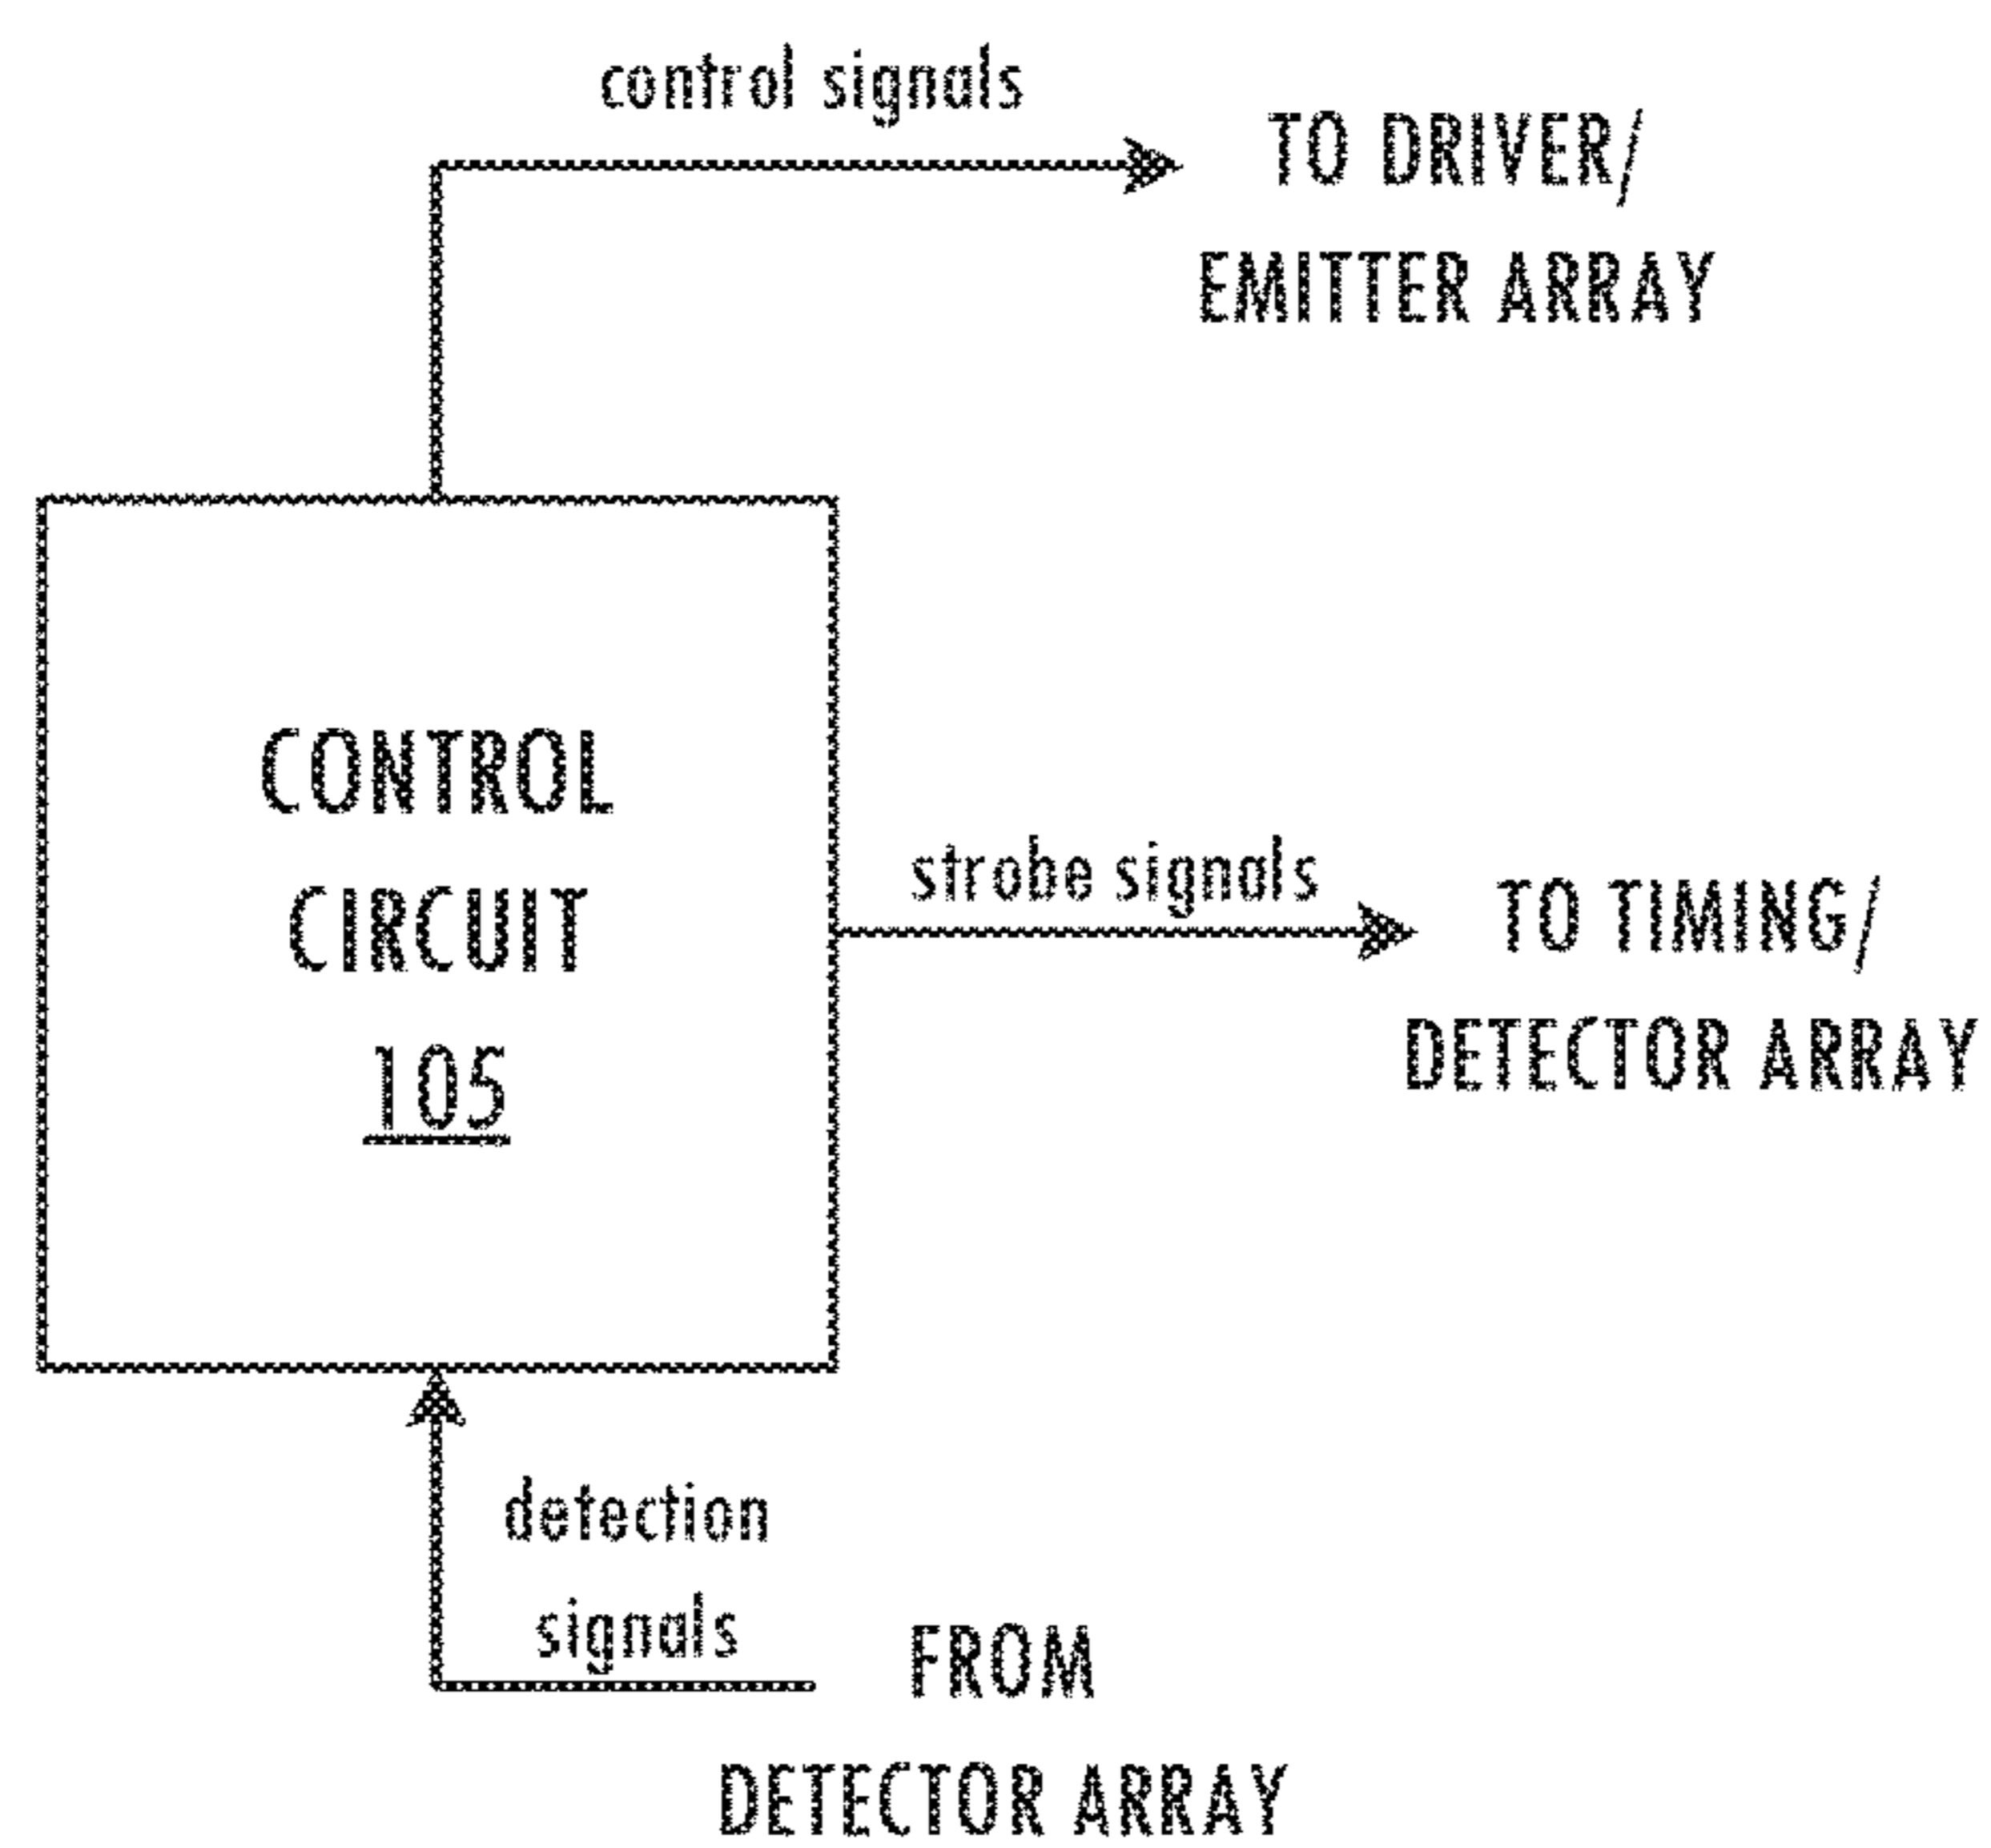 control signals
TO DRIVER/
EMITTER ARRAY
CONTROL
CIRCUIT
105
strobe signals
TO TIMING/
DETECTOR ARRAY
detection
signals
FROM
DETECTOR ARRAY